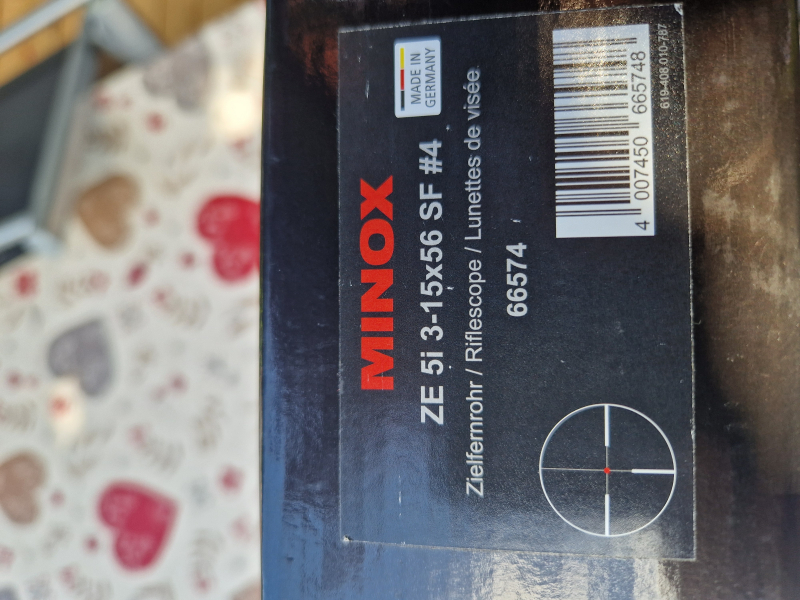 MADE IN
GERMANY
MINOX
ZE 5i 3-15x56 SF #4
Zielfernrohr / Riflescope / Lunettes de visée
66574
4 007450 665748
619-408.010-787